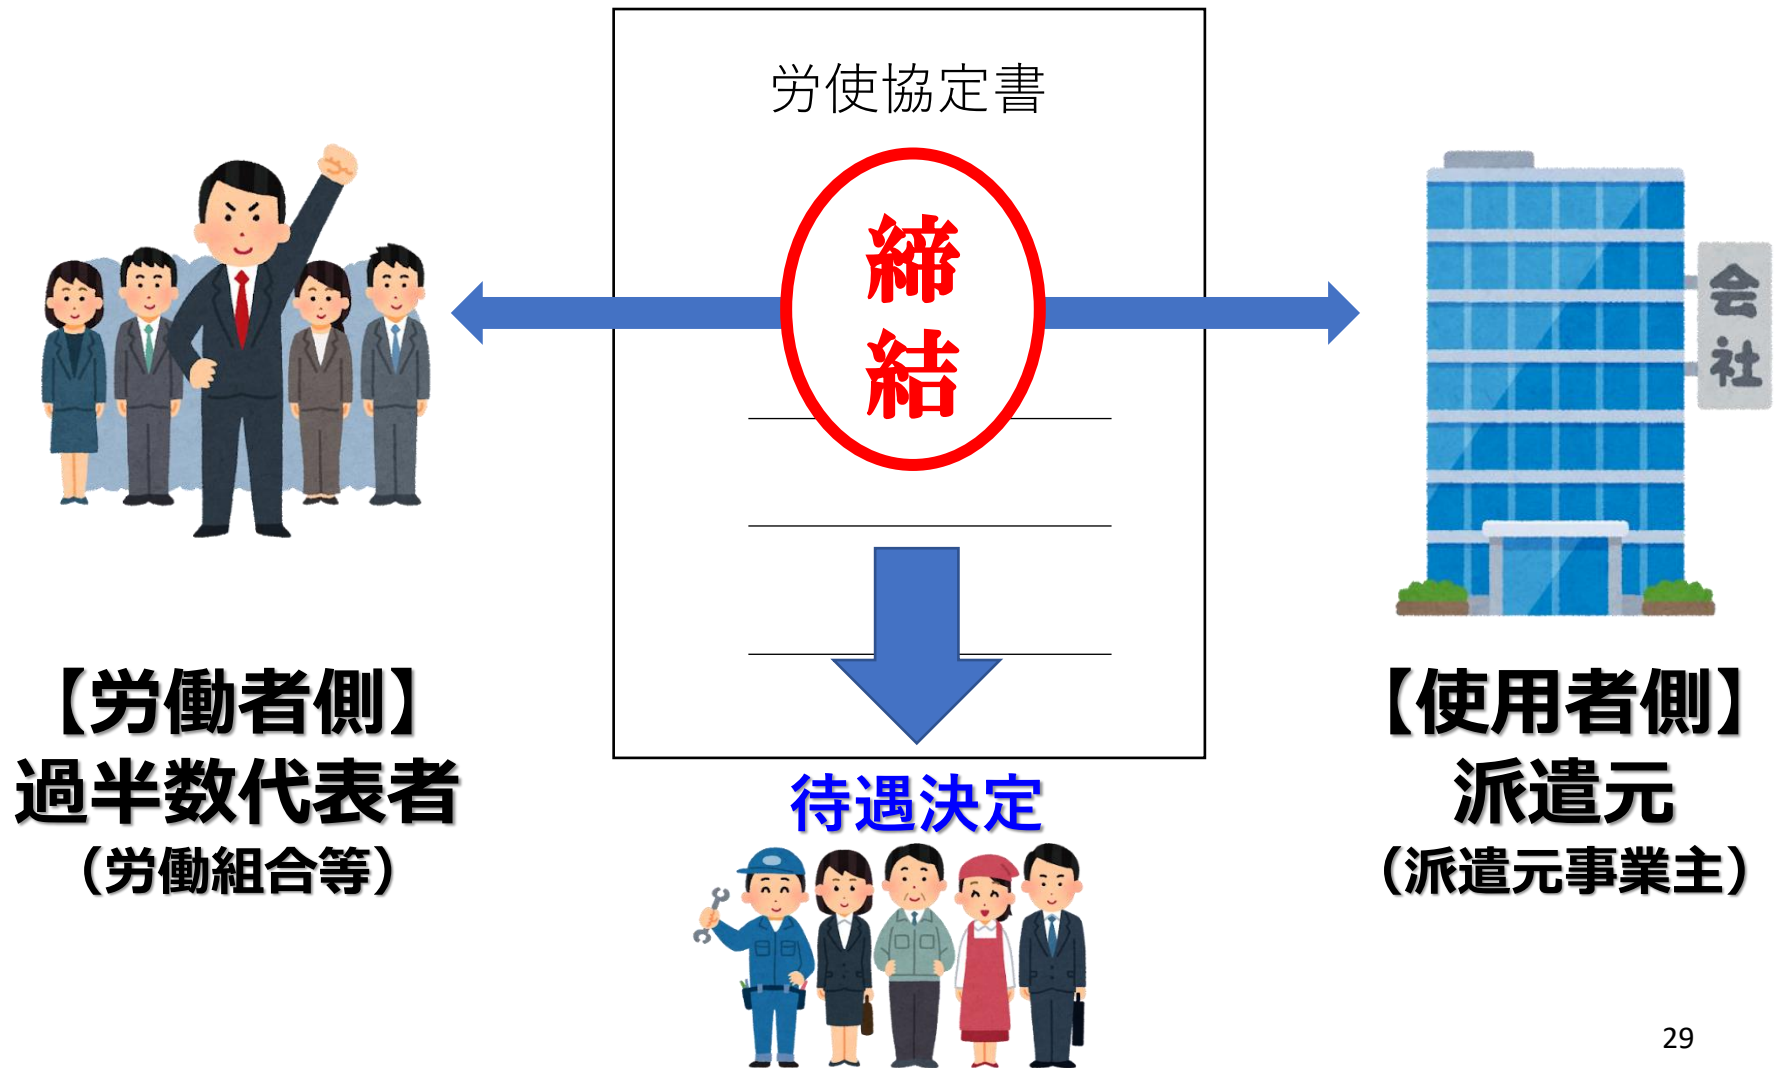 労使協定書
締
結
会
社
【労働者側】
過半数代表者
（労働組合等）
【使用者側】
派遣元
（派遣元事業主）
待遇決定
29